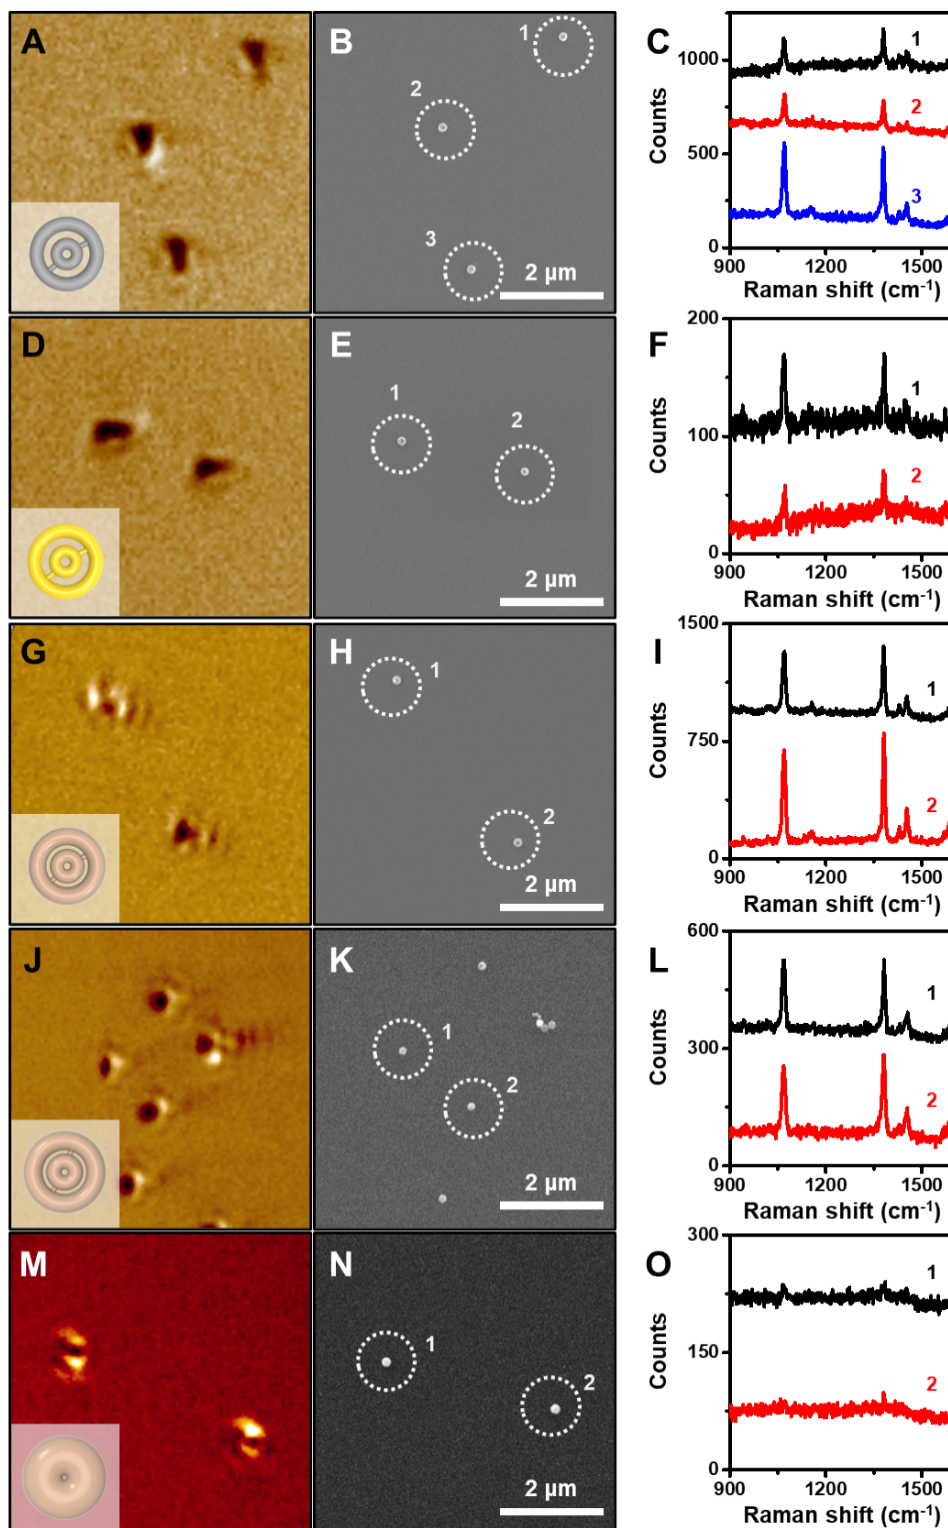 A
B
1
2
3
2 µm
C
Counts
1000
500
0
1
2
3
900 1200 1500
Raman shift (cm⁻¹)
D
E
1
2
2 µm
F
Counts
200
100
0
1
2
900 1200 1500
Raman shift (cm⁻¹)
G
H
1
2
2 µm
I
Counts
1500
750
0
1
2
900 1200 1500
Raman shift (cm⁻¹)
J
K
1
2
2 µm
L
Counts
600
300
0
1
2
900 1200 1500
Raman shift (cm⁻¹)
M
N
1
2
2 µm
O
Counts
300
150
0
1
2
900 1200 1500
Raman shift (cm⁻¹)